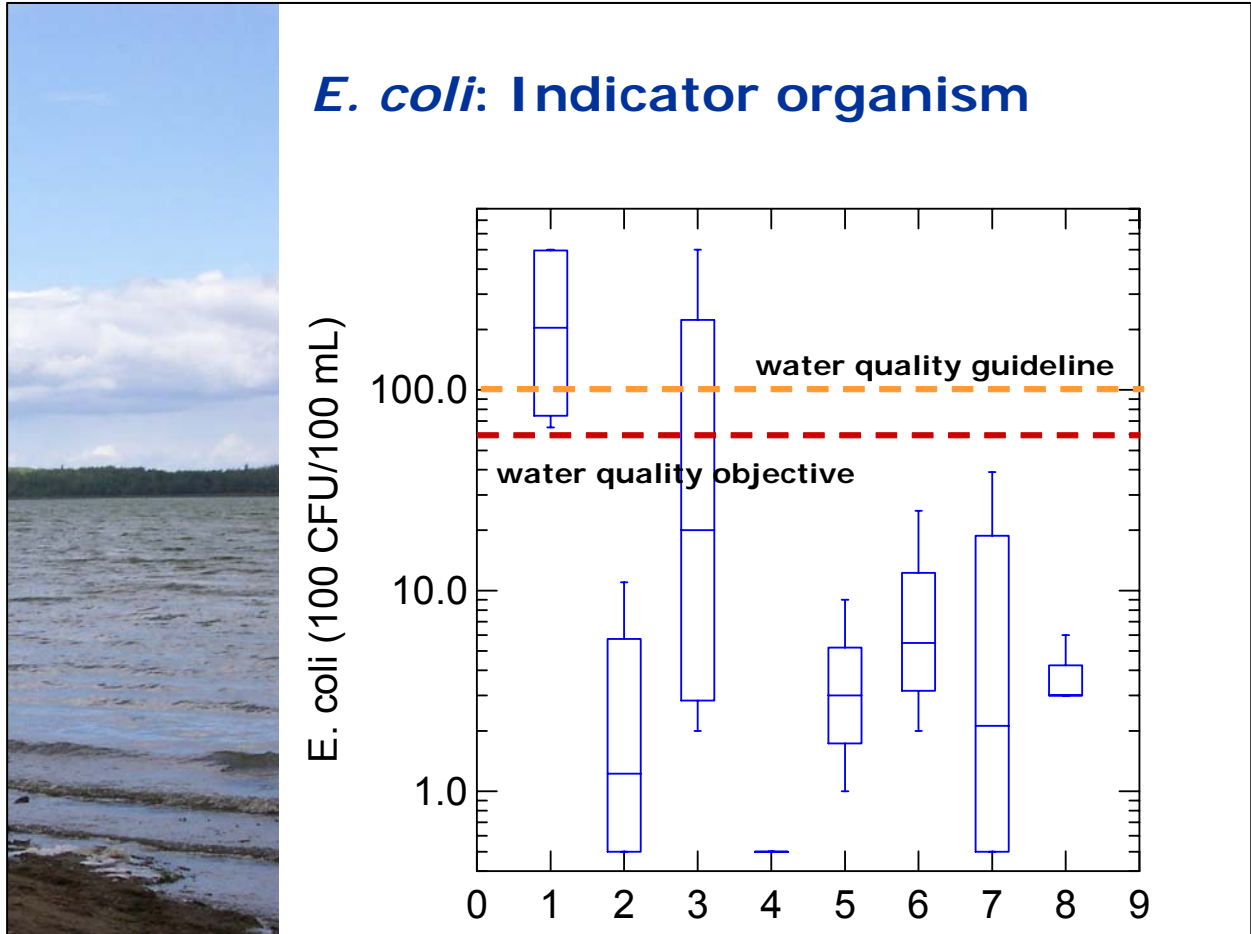 E. coli: Indicator organism
E. coli (100 CFU/100 mL)
100.0
10.0
1.0
water quality guideline
water quality objective
0 1 2 3 4 5 6 7 8 9